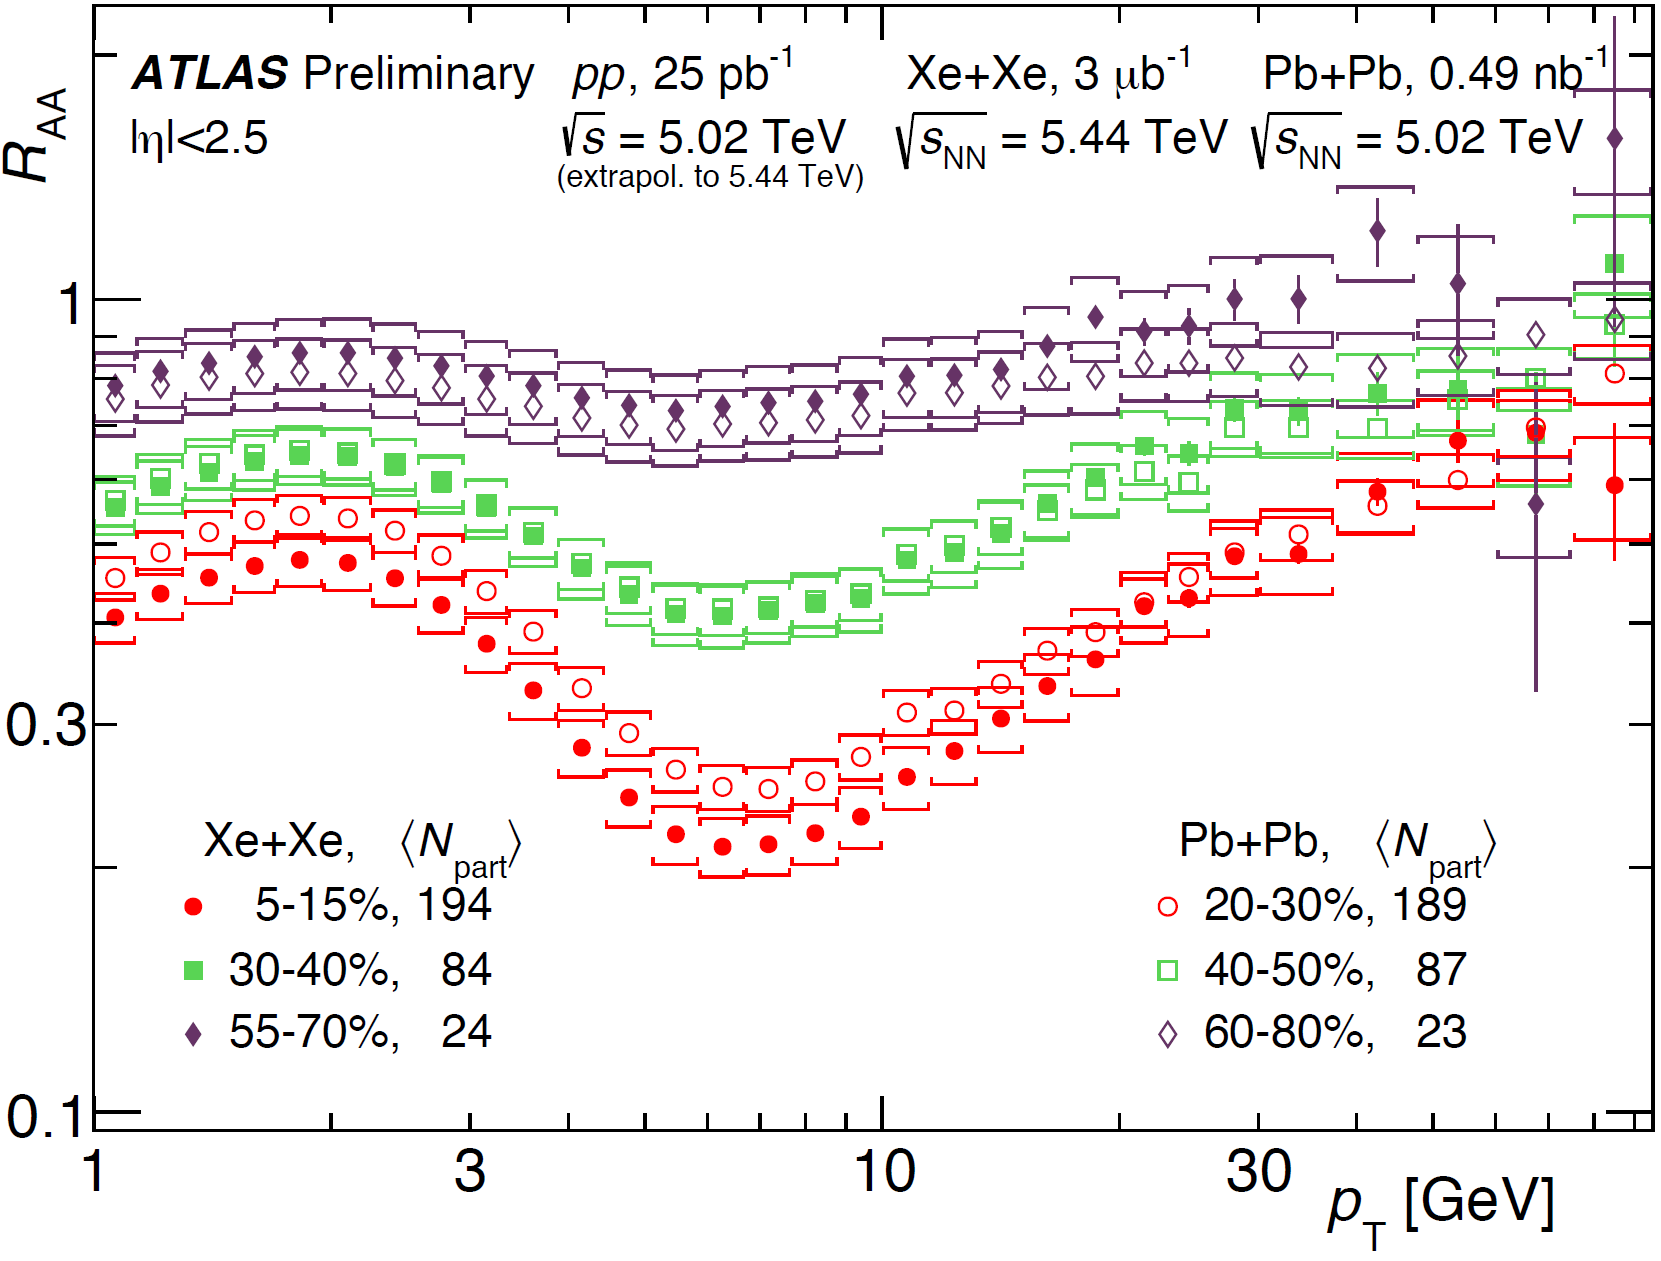 ATLAS Preliminary pp, 25 pb-1 Xe+Xe, 3 μb-1 Pb+Pb, 0.49 nb-1
|η|<2.5 √s = 5.02 TeV √sNN = 5.44 TeV √sNN = 5.02 TeV
(extrapol. to 5.44 TeV)
RAA
1
0.3
0.1
Xe+Xe, ⟨Npart⟩
5-15%, 194
30-40%, 84
55-70%, 24
Pb+Pb, ⟨Npart⟩
20-30%, 189
40-50%, 87
60-80%, 23
1 3 10 30
pT [GeV]